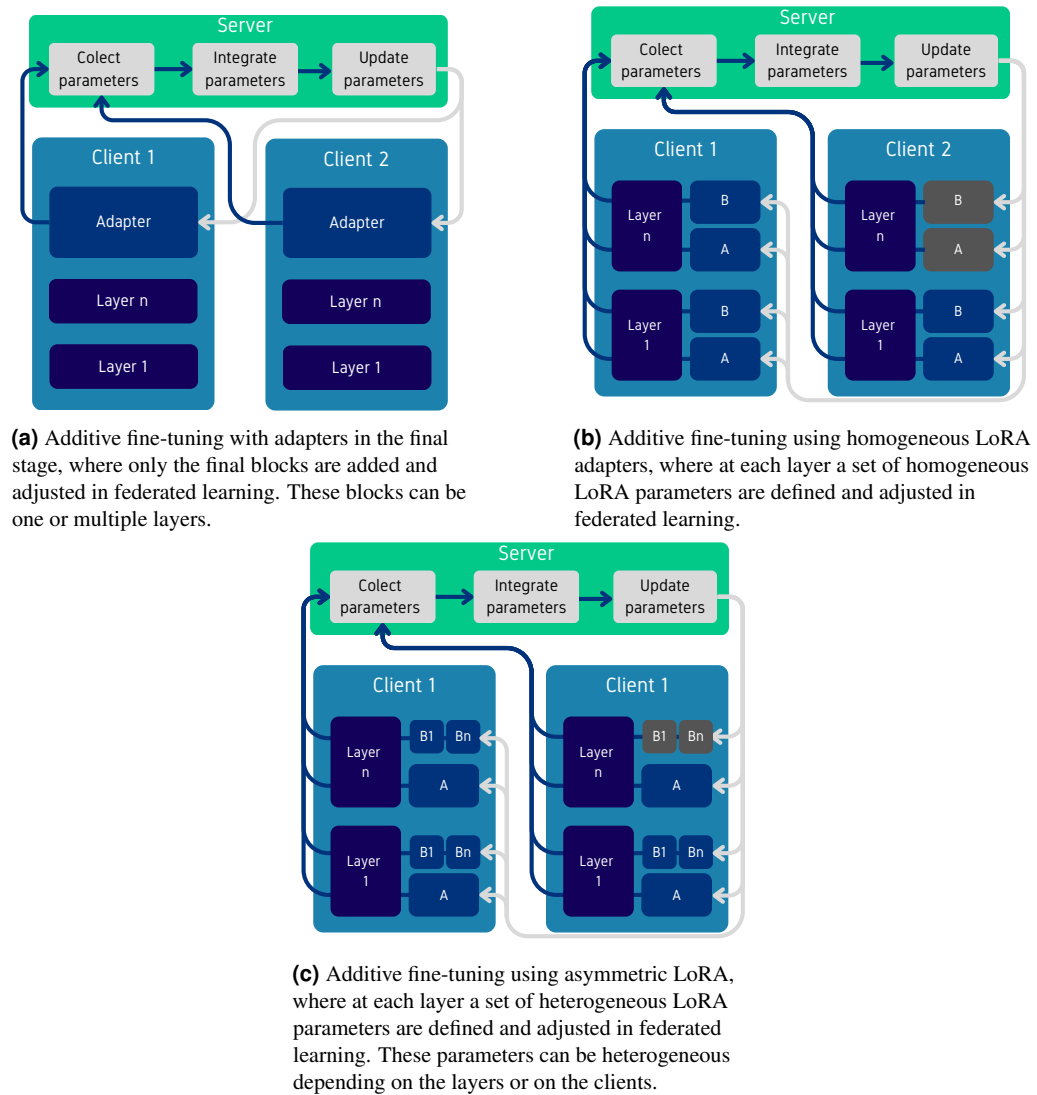 Server
Colect
parameters
Integrate
parameters
Update
parameters
Client 1
Adapter
Layer n
Layer 1
Client 2
Adapter
Layer n
Layer 1
(a) Additive fine-tuning with adapters in the final
stage, where only the final blocks are added and
adjusted in federated learning. These blocks can be
one or multiple layers.
Server
Colect
parameters
Integrate
parameters
Update
parameters
Client 1
Layer
n
B
A
Layer
1
B
A
Client 2
Layer
n
B
A
Layer
1
B
A
(b) Additive fine-tuning using homogeneous LoRA
adapters, where at each layer a set of homogeneous
LoRA parameters are defined and adjusted in
federated learning.
Server
Colect
parameters
Integrate
parameters
Update
parameters
Client 1
Layer
n
B1 Bn
A
Layer
1
B1 Bn
A
Client 1
Layer
n
B1 Bn
A
Layer
1
B1 Bn
A
(c) Additive fine-tuning using asymmetric LoRA,
where at each layer a set of heterogeneous LoRA
parameters are defined and adjusted in federated
learning. These parameters can be heterogeneous
depending on the layers or on the clients.